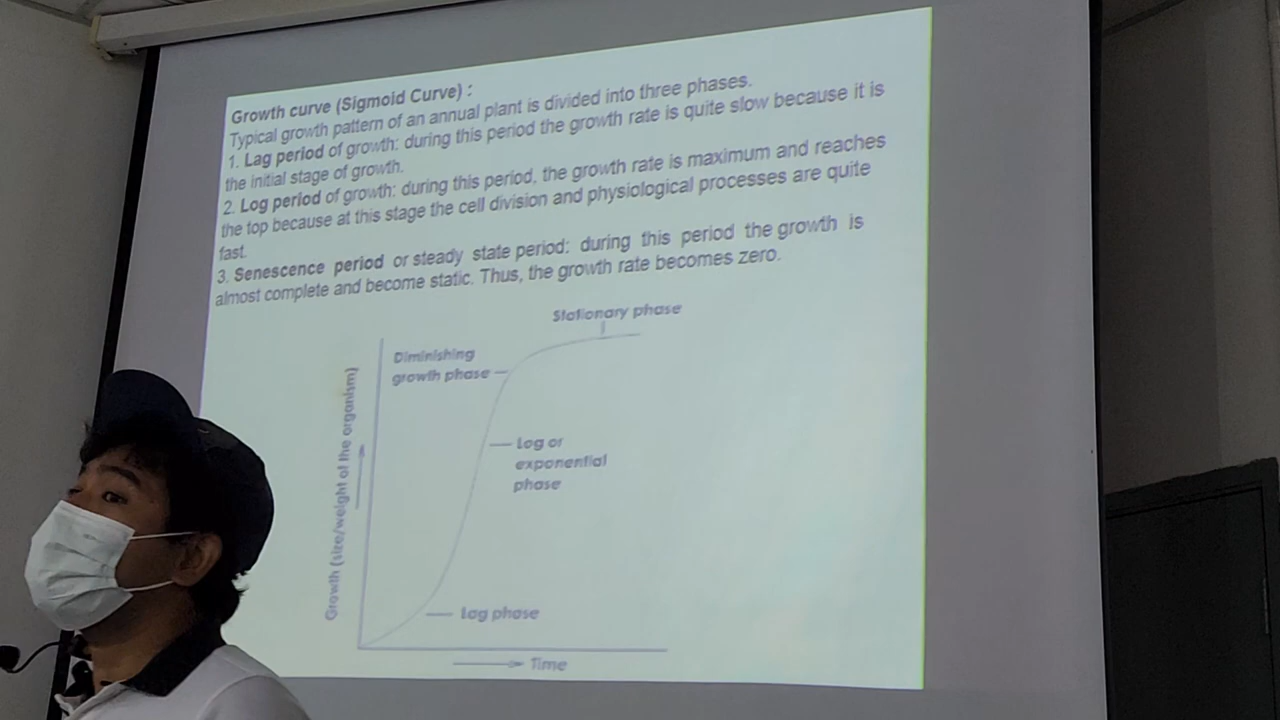 Growth curve (Sigmoid Curve) :
Typical growth pattern of an annual plant is divided into three phases.
1. Lag period of growth: during this period the growth rate is quite slow because it is
the initial stage of growth.
2. Log period of growth: during this period, the growth rate is maximum and reaches
the top because at this stage the cell division and physiological processes are quite
fast.
3. Senescence period or steady state period: during this period the growth is
almost complete and become static. Thus, the growth rate becomes zero.
Stationary phase
Diminishing
growth phase
Growth (size/weight of the organism)
Log or
exponential
phase
Lag phase
Time